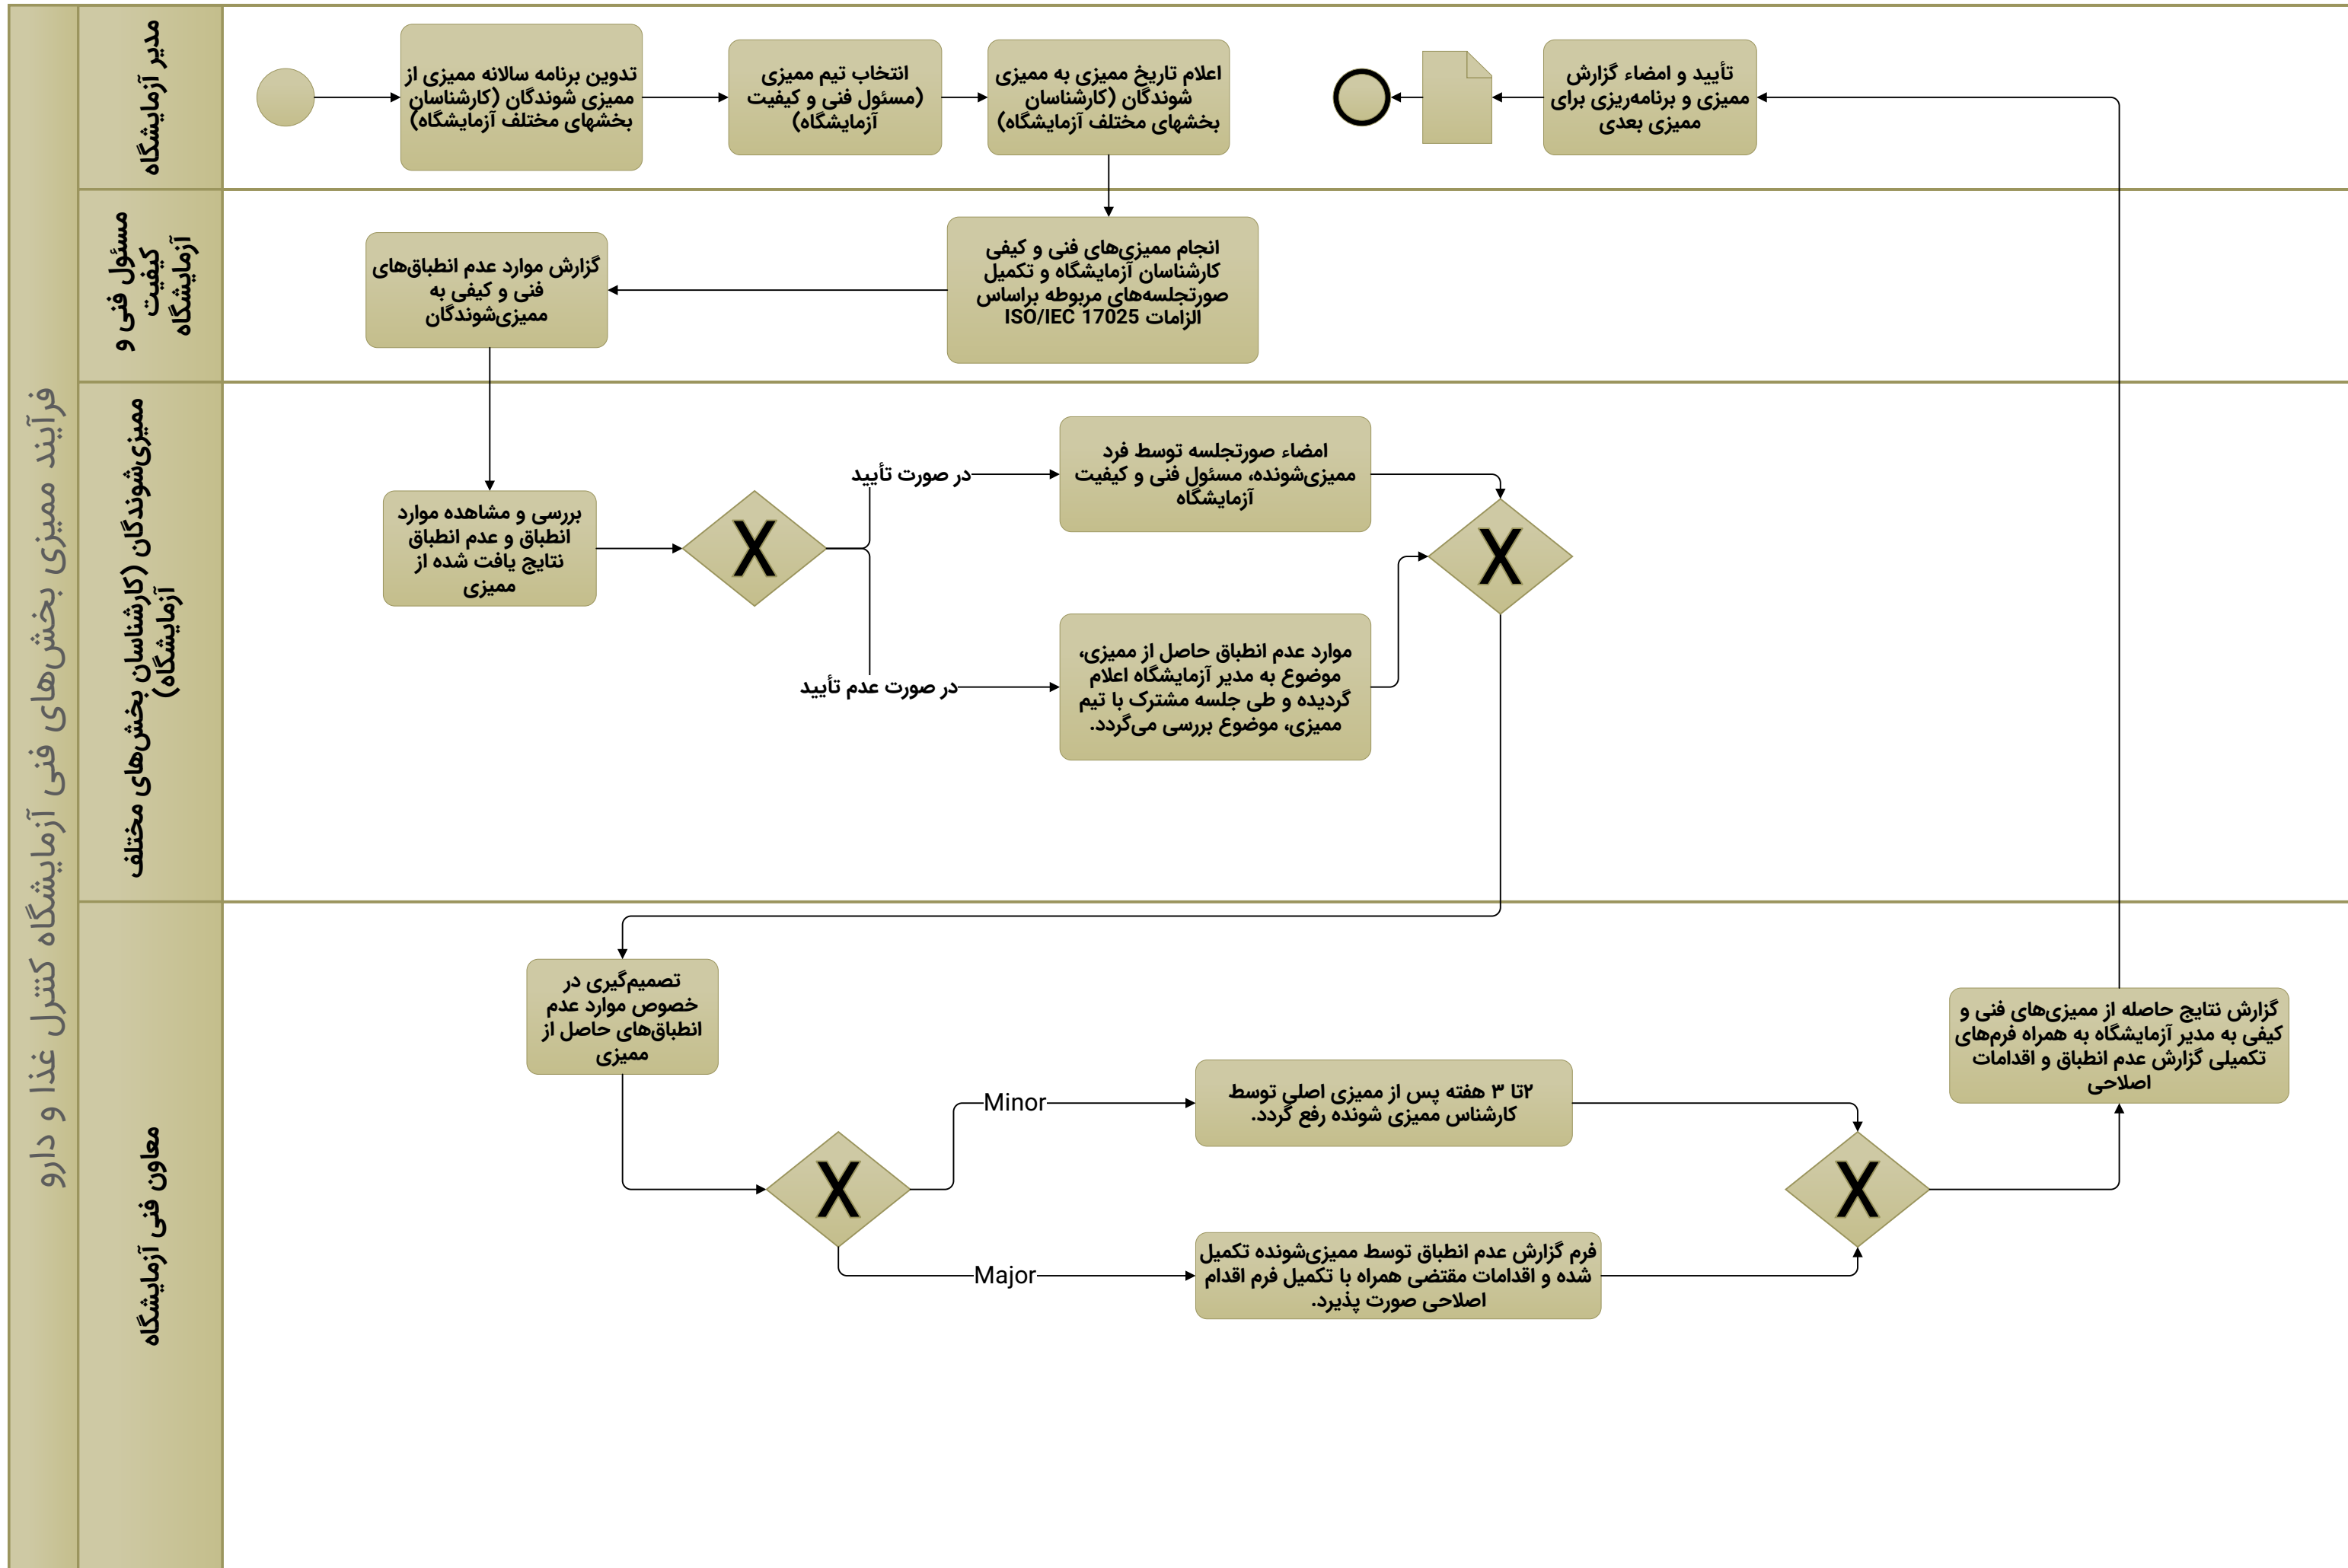 فرآیند ممیزی بخش‌های فنی آزمایشگاه کنترل غذا و دارو
مدیر آزمایشگاه
تدوین برنامه سالانه ممیزی از
ممیزی شوندگان (کارشناسان
بخشهای مختلف آزمایشگاه)
انتخاب تیم ممیزی
(مسئول فنی و کیفیت
آزمایشگاه)
اعلام تاریخ ممیزی به ممیزی
شوندگان (کارشناسان
بخشهای مختلف آزمایشگاه)
تأیید و امضاء گزارش
ممیزی و برنامه‌ریزی برای
ممیزی بعدی
مسئول فنی و
کیفیت
آزمایشگاه
انجام ممیزی‌های فنی و کیفی
کارشناسان آزمایشگاه و تکمیل
صورتجلسه‌های مربوطه براساس
الزامات ISO/IEC 17025
گزارش موارد عدم انطباق‌های
فنی و کیفی به
ممیزی‌شوندگان
ممیزی‌شوندگان (کارشناسان بخش‌های مختلف
آزمایشگاه)
بررسی و مشاهده موارد
انطباق و عدم انطباق
نتایج یافت شده از
ممیزی
در صورت تأیید
امضاء صورتجلسه توسط فرد
ممیزی‌شونده، مسئول فنی و کیفیت
آزمایشگاه
در صورت عدم تأیید
موارد عدم انطباق حاصل از ممیزی،
موضوع به مدیر آزمایشگاه اعلام
گردیده و طی جلسه مشترک با تیم
ممیزی، موضوع بررسی می‌گردد.
معاون فنی آزمایشگاه
تصمیم‌گیری در
خصوص موارد عدم
انطباق‌های حاصل از
ممیزی
Minor
۲تا ۳ هفته پس از ممیزی اصلی توسط
کارشناس ممیزی شونده رفع گردد.
Major
فرم گزارش عدم انطباق توسط ممیزی‌شونده تکمیل
شده و اقدامات مقتضی همراه با تکمیل فرم اقدام
اصلاحی صورت پذیرد.
گزارش نتایج حاصله از ممیزی‌های فنی و
کیفی به مدیر آزمایشگاه به همراه فرم‌های
تکمیلی گزارش عدم انطباق و اقدامات
اصلاحی